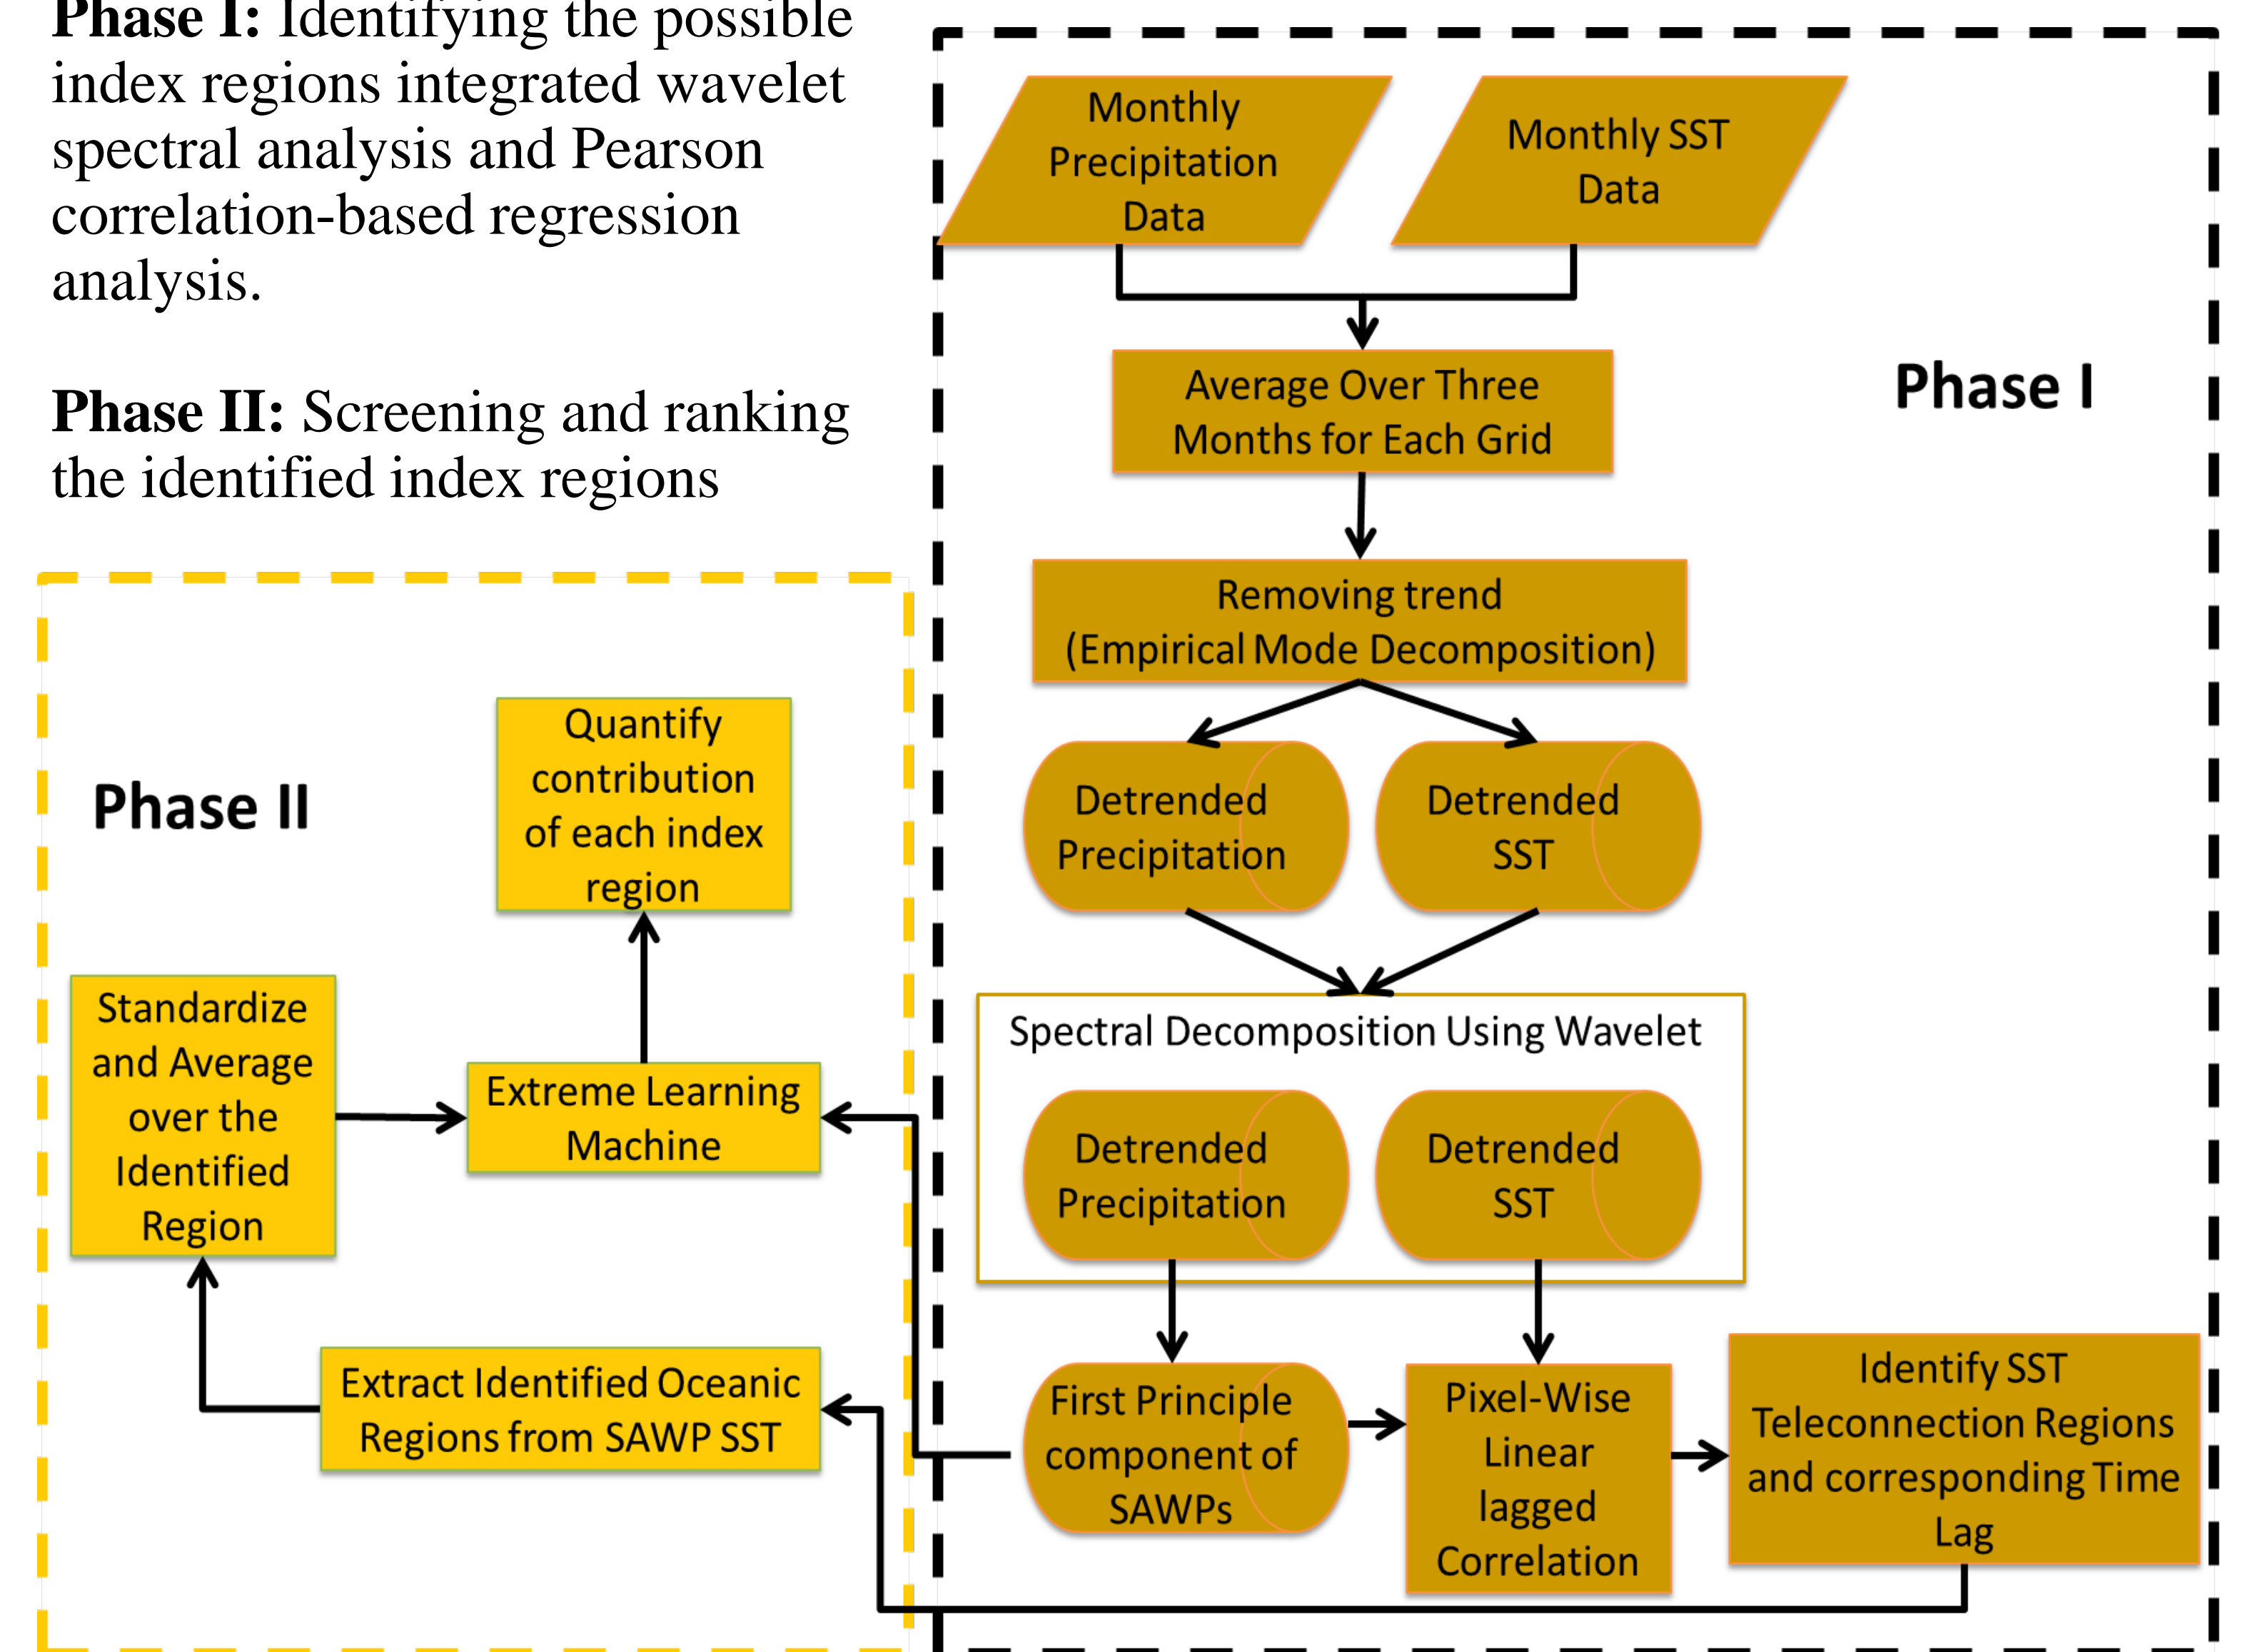 Phase I: Identifying the possible
index regions integrated wavelet
spectral analysis and Pearson
correlation-based regression
analysis.
Phase II: Screening and ranking
the identified index regions
Phase I
Monthly
Precipitation
Data
Monthly SST
Data
Average Over Three
Months for Each Grid
Removing trend
(Empirical Mode Decomposition)
Detrended
Precipitation
Detrended
SST
Spectral Decomposition Using Wavelet
Detrended
Precipitation
Detrended
SST
First Principle
component of
SAWPs
Pixel-Wise
Linear
lagged
Correlation
Identify SST
Teleconnection Regions
and corresponding Time
Lag
Phase II
Quantify
contribution
of each index
region
Standardize
and Average
over the
Identified
Region
Extreme Learning
Machine
Extract Identified Oceanic
Regions from SAWP SST